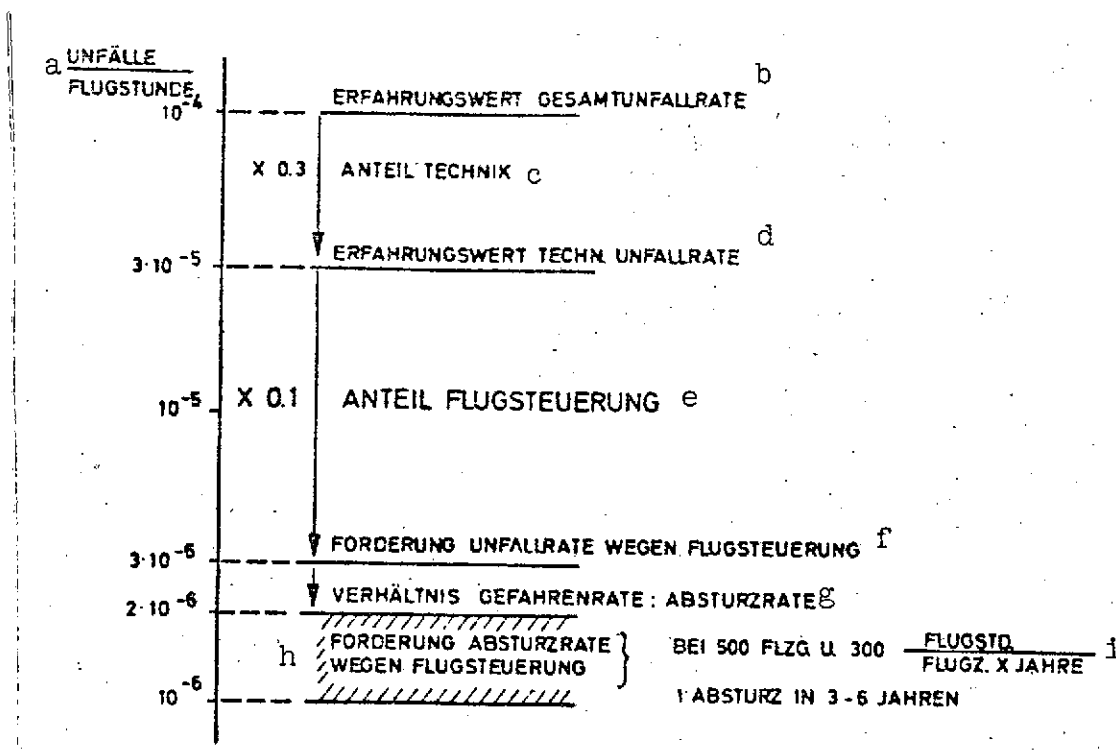 a UNFÄLLE
FLUGSTUNDE
b
10-4
ERFAHRUNGSWERT GESAMTUNFALLRATE
X 0.3 ANTEIL TECHNIK c
d
3·10-5
ERFAHRUNGSWERT TECHN. UNFALLRATE
10-5 X 0.1 ANTEIL FLUGSTEUERUNG e
3·10-6
FORDERUNG UNFALLRATE WEGEN FLUGSTEUERUNG f
2·10-6
VERHÄLTNIS GEFAHRENRATE : ABSTURZRATE g
h FORDERUNG ABSTURZRATE
WEGEN FLUGSTEUERUNG
BEI 500 FLZG U. 300 FLUGSTD. i
FLUGZ. X JAHRE
10-6
1 ABSTURZ IN 3-6 JAHREN